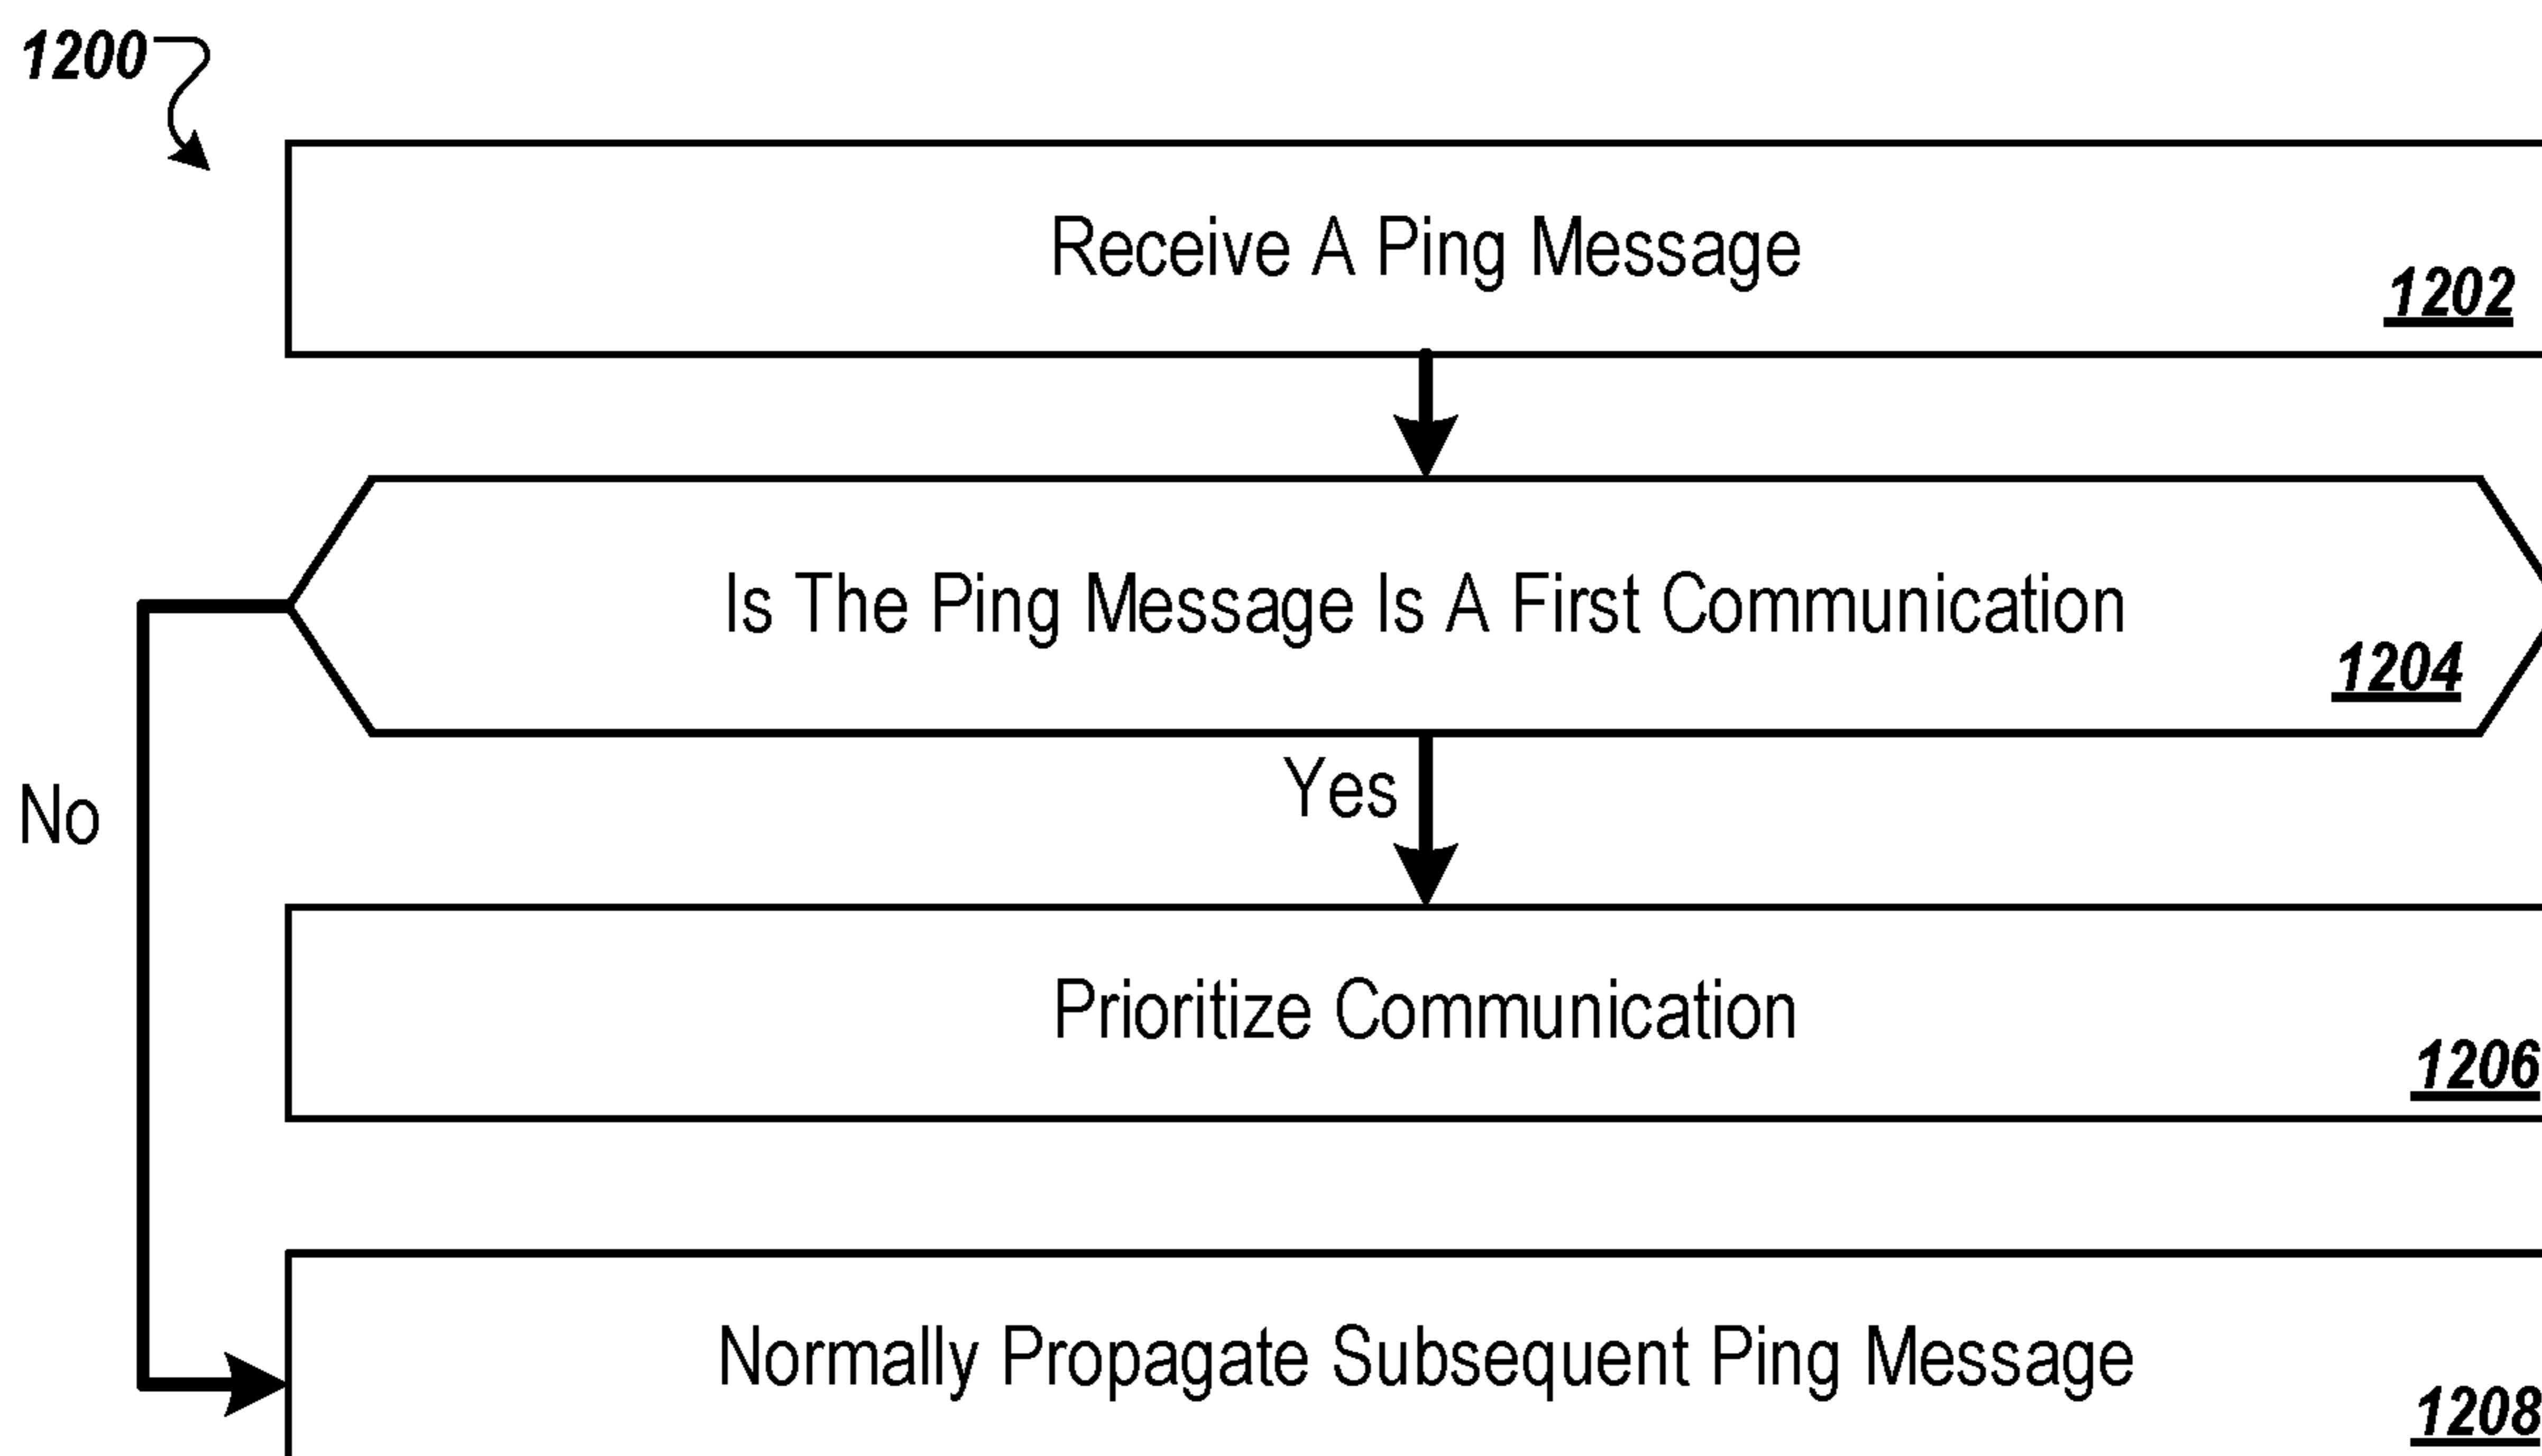 1200
Receive A Ping Message
1202
Is The Ping Message Is A First Communication
1204
Yes
No
Prioritize Communication
1206
Normally Propagate Subsequent Ping Message
1208